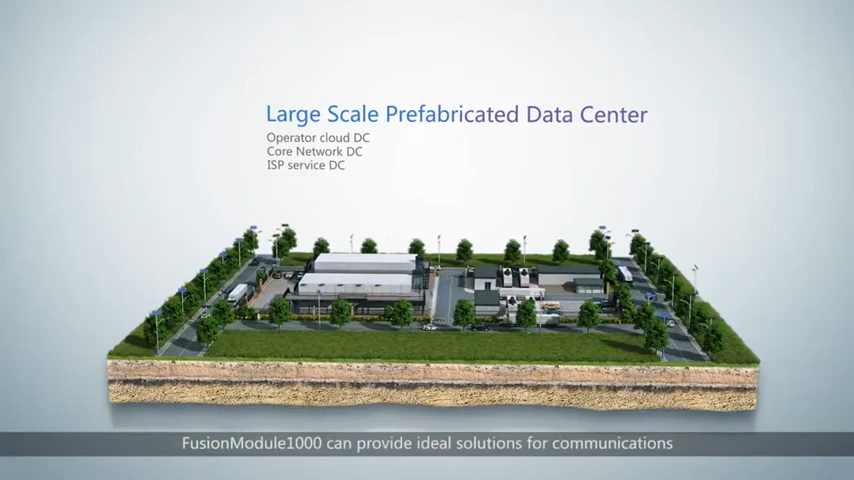 Large Scale Prefabricated Data Center
Operator cloud DC
Core Network DC
ISP service DC
FusionModule1000 can provide ideal solutions for communications